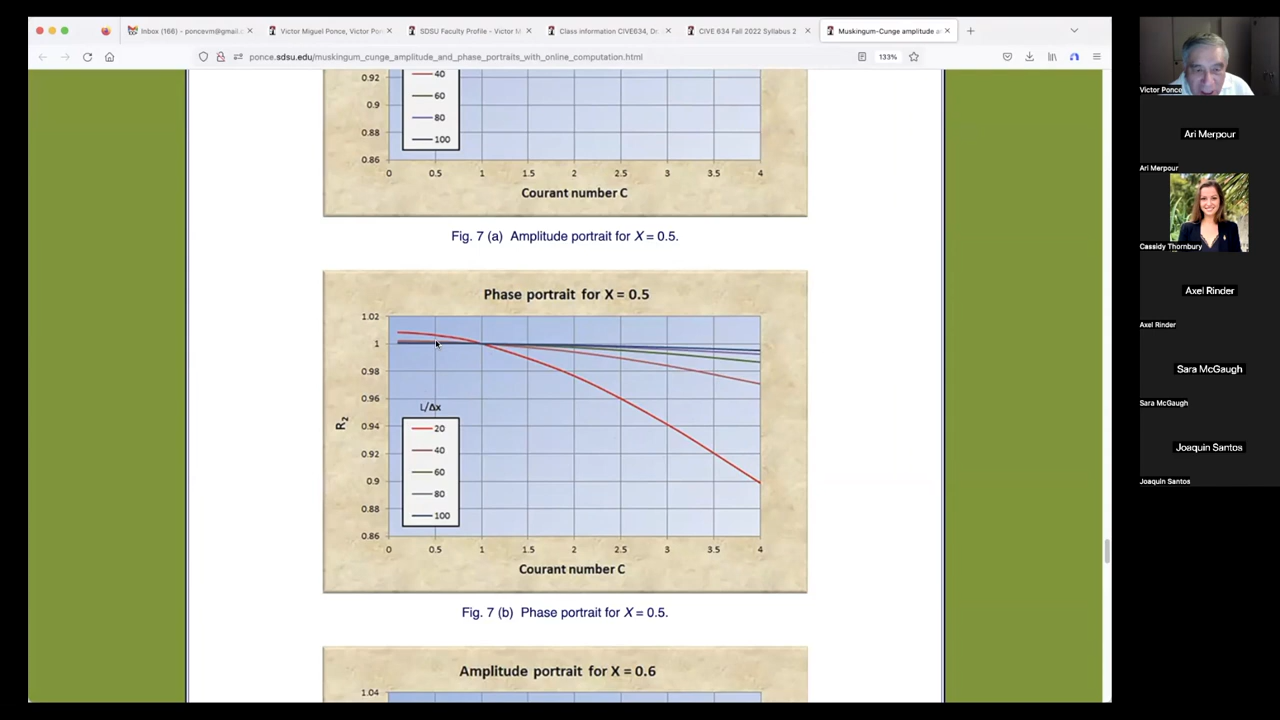 Inbox (166) - poncevm@gmail.
Victor Miguel Ponce, Victor Pon
SDSU Faculty Profile - Victor M
Class information CIVE634, D
CIVE 634 Fall 2022 Syllabus 2
Muskingum-Cunge amplitude a
ponce.sdsu.edu/muskingum_cunge_amplitude_and_phase_portraits_with_online_computation.html
133%
0.92
0.9
0.88
0.86
40
60
80
100
0 0.5 1 1.5 2 2.5 3 3.5 4
Courant number C
Fig. 7 (a) Amplitude portrait for X = 0.5.
Phase portrait for X = 0.5
1.02
1
0.98
0.96
0.94
0.92
0.9
0.88
0.86
R2
L/Δx
20
40
60
80
100
0 0.5 1 1.5 2 2.5 3 3.5 4
Courant number C
Fig. 7 (b) Phase portrait for X = 0.5.
Amplitude portrait for X = 0.6
1.04
Victor Ponce
Ari Merpour
Ari Merpour
Cassidy Thornbury
Axel Rinder
Axel Rinder
Sara McGaugh
Sara McGaugh
Joaquin Santos
Joaquin Santos